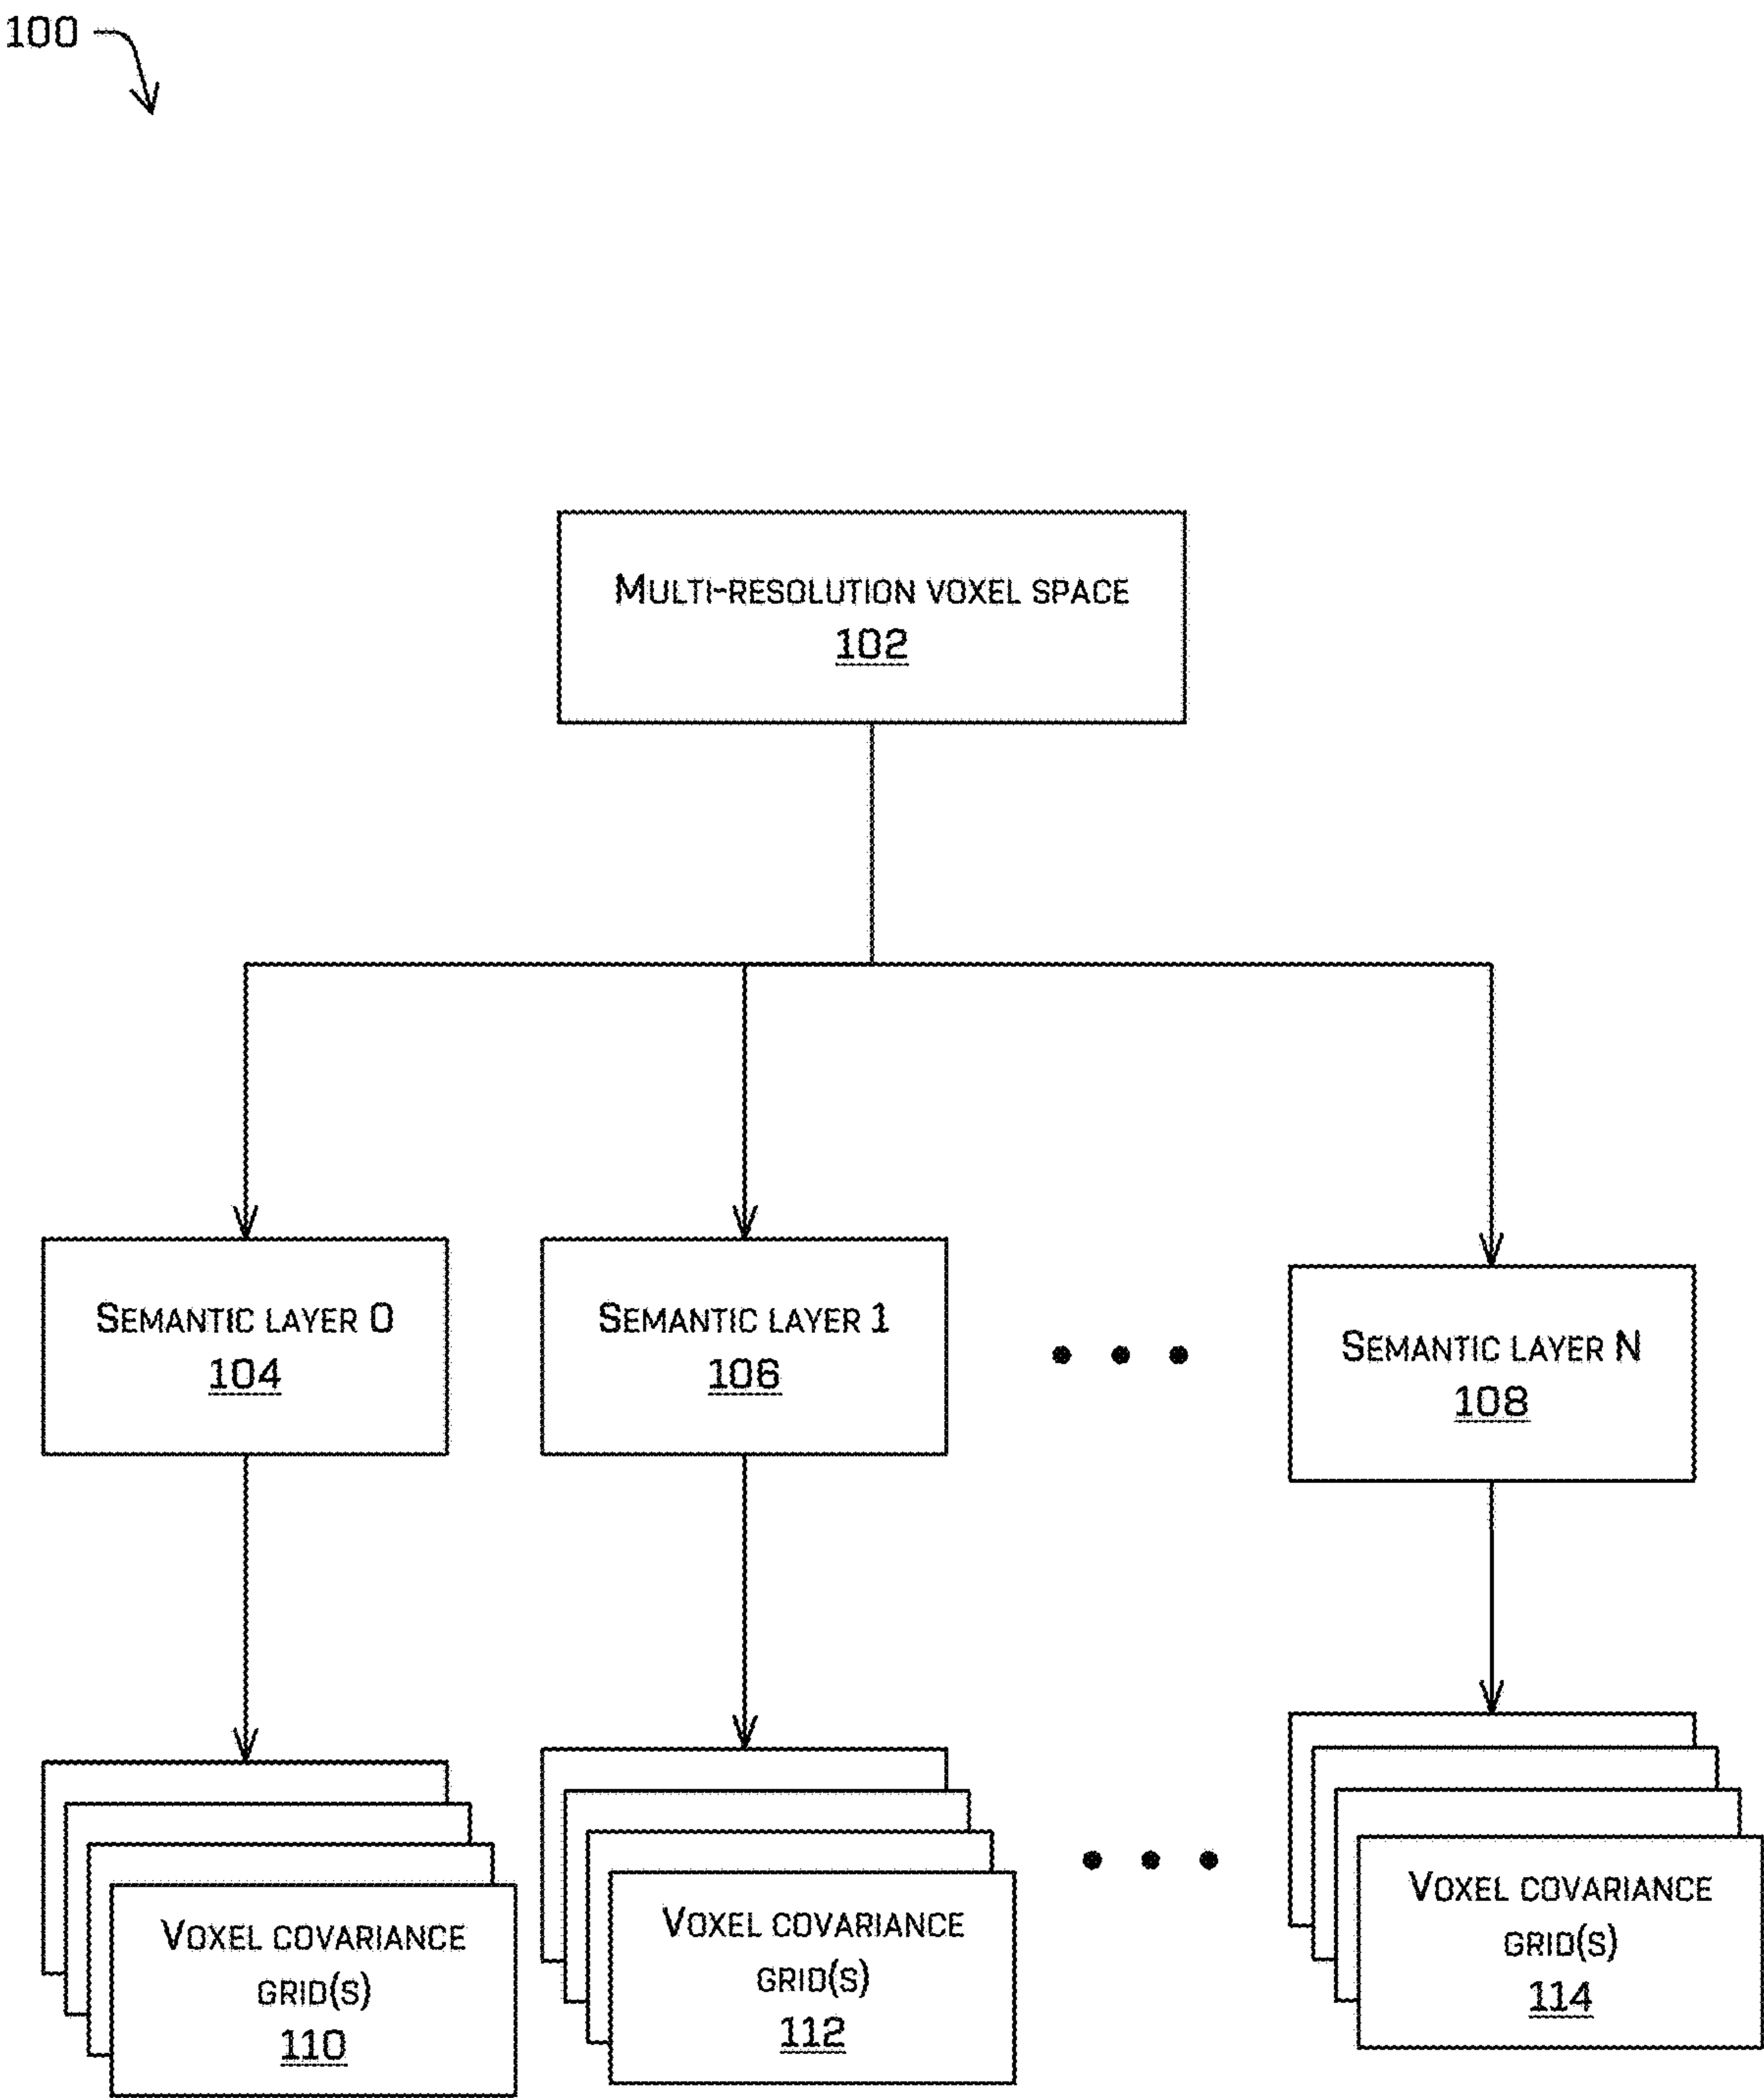 100
Multi-resolution voxel space
102
Semantic layer 0
104
Semantic layer 1
106
Semantic layer N
108
Voxel covariance
grid(s)
110
Voxel covariance
grid(s)
112
Voxel covariance
grid(s)
114